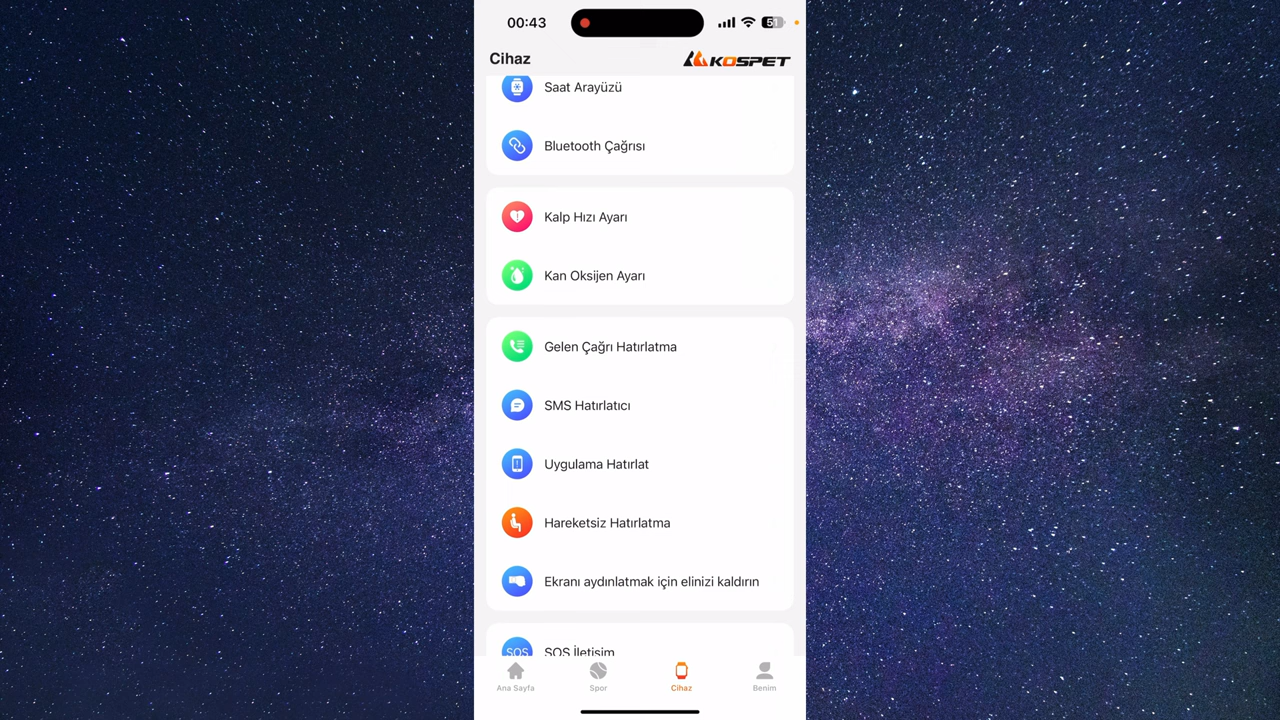 00:43
51
Cihaz
KOSPET
Saat Arayüzü
Bluetooth Çağrısı
Kalp Hızı Ayarı
Kan Oksijen Ayarı
Gelen Çağrı Hatırlatma
SMS Hatırlatıcı
Uygulama Hatırlat
Hareketsiz Hatırlatma
Ekranı aydınlatmak için elinizi kaldırın
SOS
SOS İletişim
Ana Sayfa
Spor
Cihaz
Benim